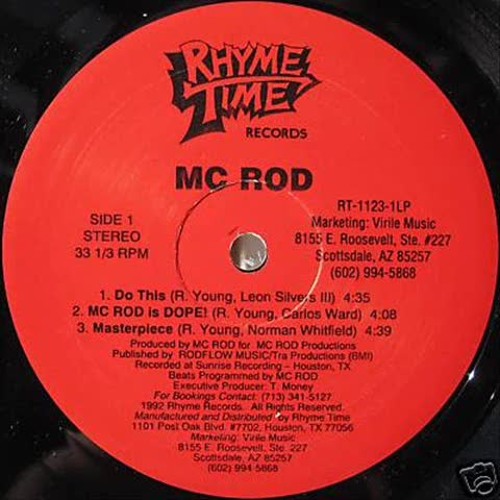 RHYME
TIME
RECORDS
MC ROD
SIDE 1
STEREO
33 1/3 RPM
RT-1123-1LP
Marketing: Virile Music
8155 E. Roosevelt, Ste. #227
Scottsdale, AZ 85257
(602) 994-5868
1. Do This (R. Young, Leon Silvers III) 4:35
2. MC ROD is DOPE! (R. Young, Carlos Ward) 4:08
3. Masterpiece (R. Young, Norman Whitfield) 4:39
Produced by MC ROD for MC ROD Productions
Published by RODFLOW MUSIC/Tra Productions (BMI)
Recorded at Sunrise Recording – Houston, TX
Beats Programmed by MC ROD
Executive Producer: T. Money
For Bookings Contact: (713) 341-5127
1992 Rhyme Records. All Rights Reserved.
Manufactured and Distributed by Rhyme Time
1101 Post Oak Blvd. #7702, Houston, TX 77056
Marketing: Virile Music
8155 E. Roosevelt, Ste. #227
Scottsdale, AZ 85257
(602) 994-5868